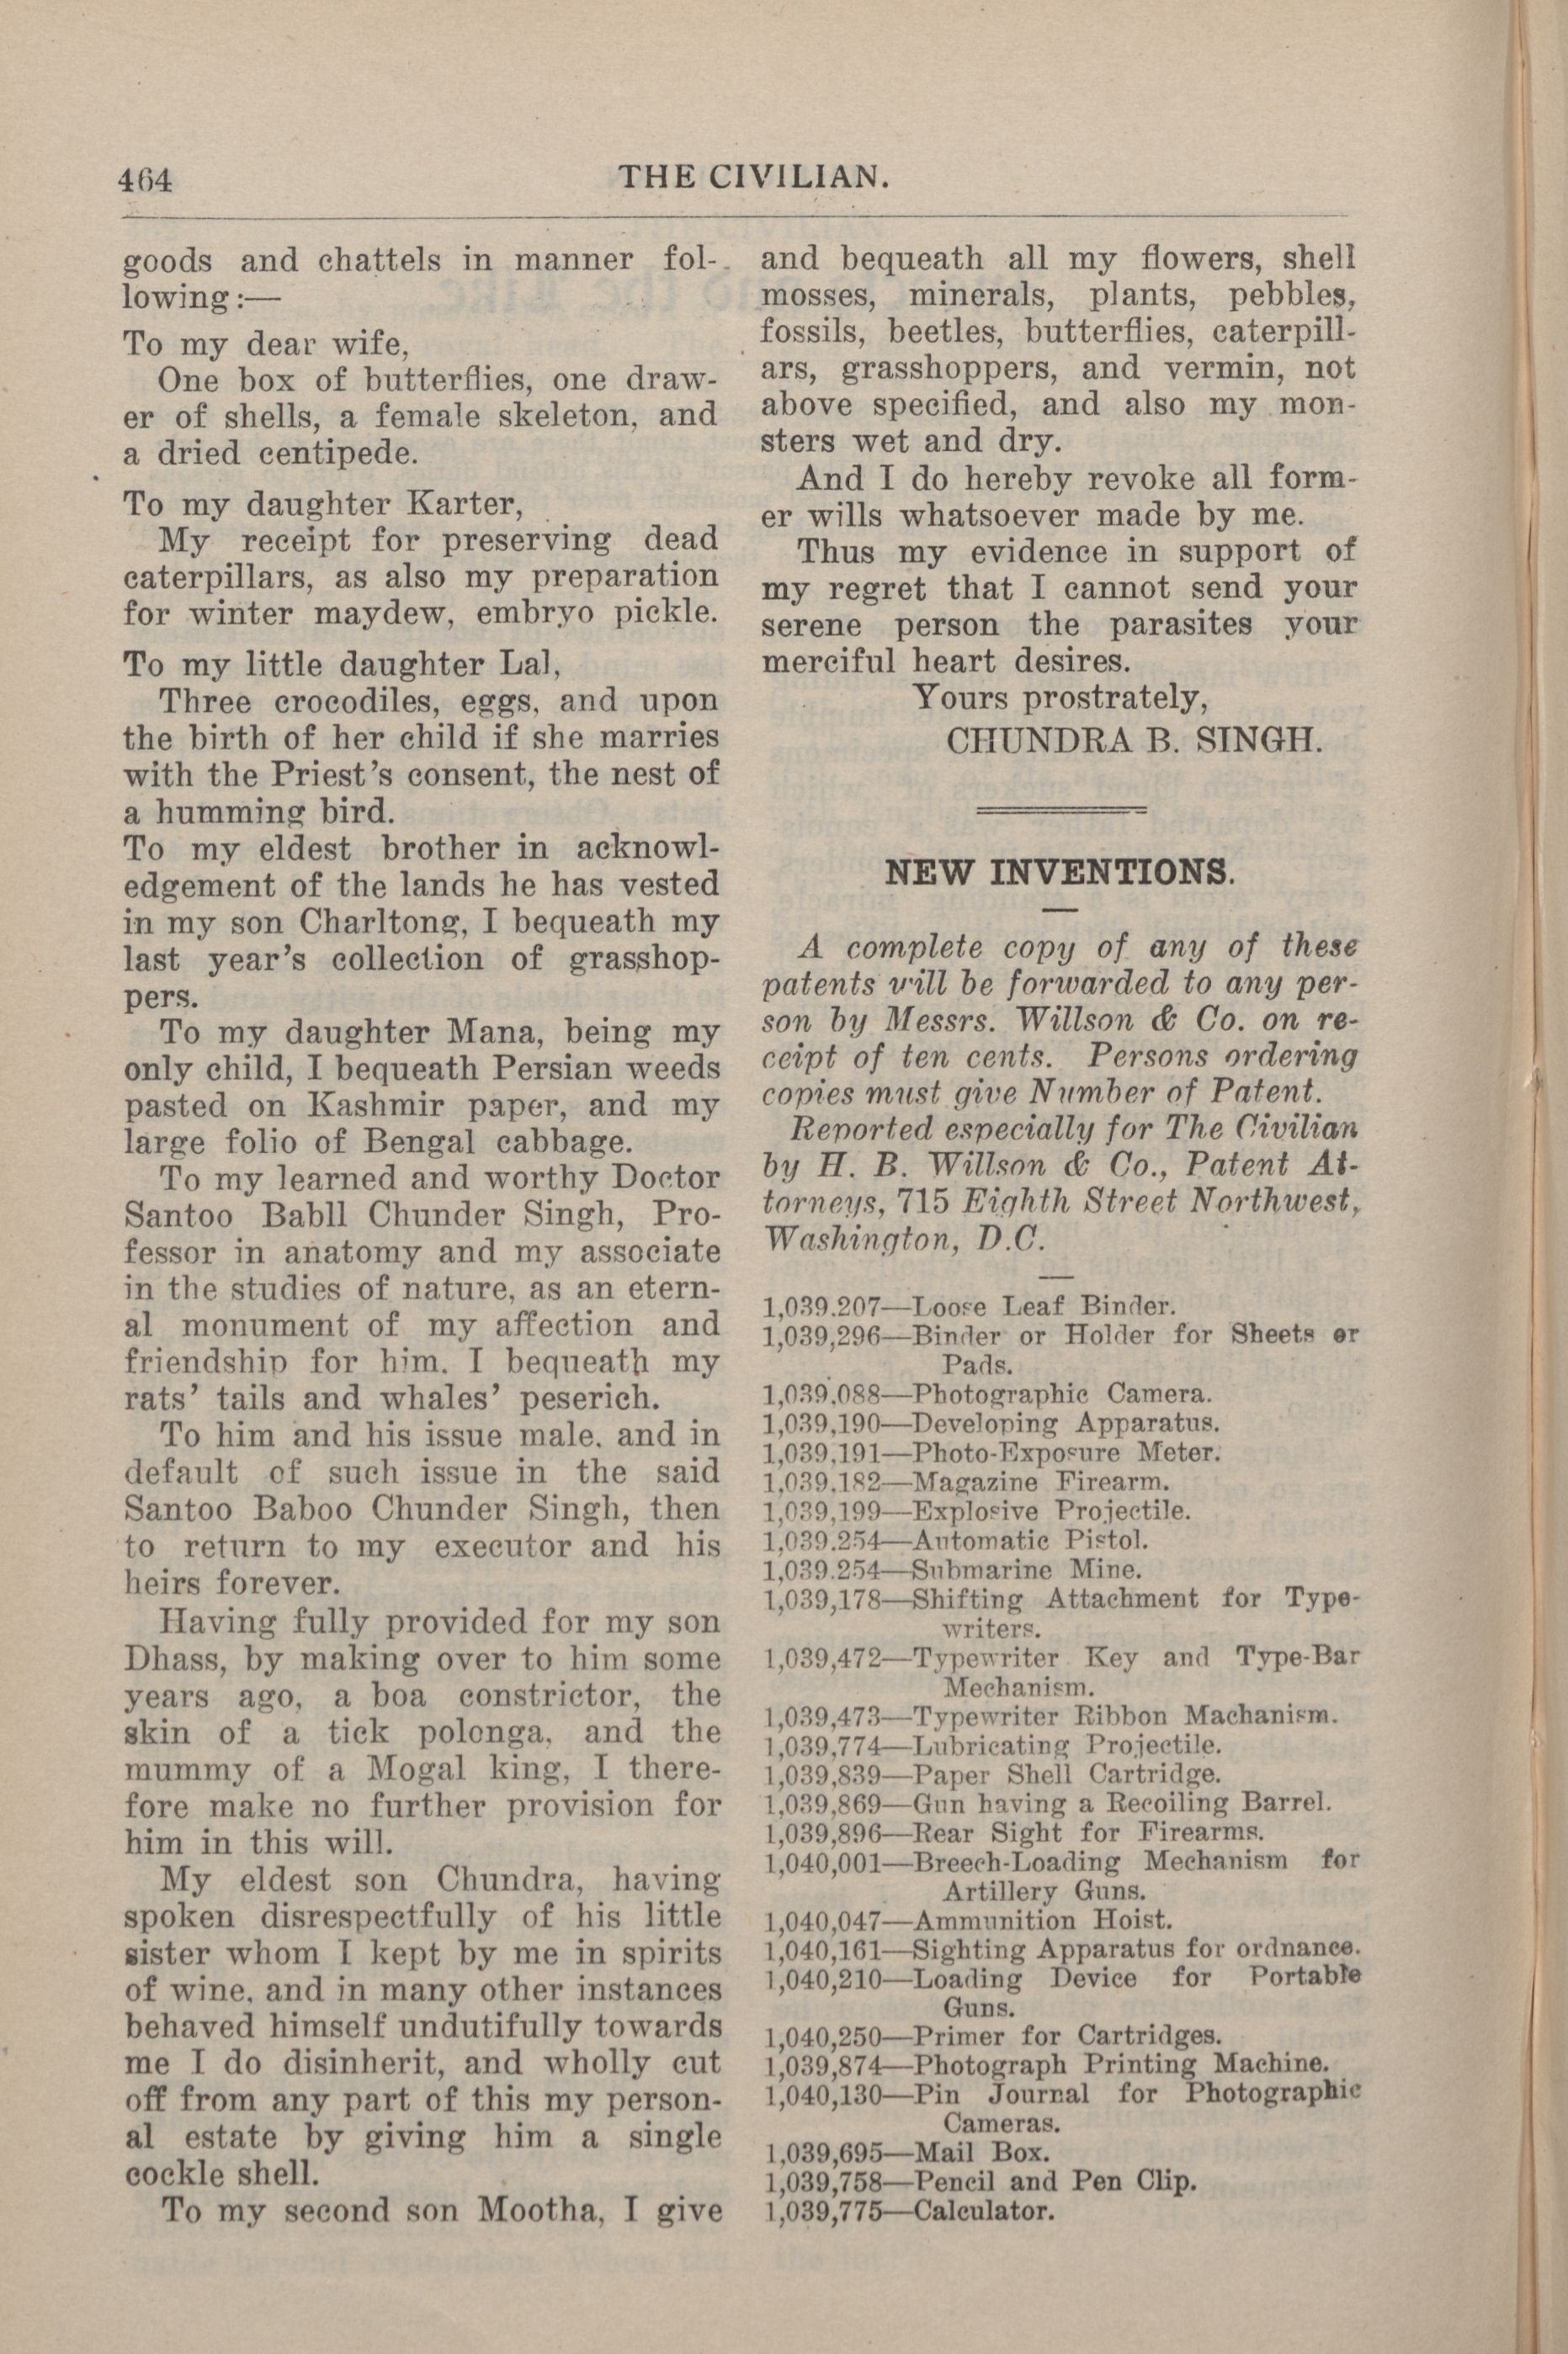 464
THE CIVILIAN.
goods and chattels in manner fol-
lowing:—
To my dear wife,
One box of butterflies, one draw-
er of shells, a female skeleton, and
a dried centipede.
To my daughter Karter,
My receipt for preserving dead
caterpillars, as also my preparation
for winter maydew, embryo pickle.
To my little daughter Lal,
Three crocodiles, eggs, and upon
the birth of her child if she marries
with the Priest's consent, the nest of
a humming bird.
To my eldest brother in acknowl-
edgement of the lands he has vested
in my son Charltong, I bequeath my
last year's collection of grasshop-
pers.
To my daughter Mana, being my
only child, I bequeath Persian weeds
pasted on Kashmir paper, and my
large folio of Bengal cabbage.
To my learned and worthy Doctor
Santoo Babll Chunder Singh, Pro-
fessor in anatomy and my associate
in the studies of nature, as an etern-
al monument of my affection and
friendship for him. I bequeath my
rats' tails and whales' peserich.
To him and his issue male. and in
default of such issue in the said
Santoo Baboo Chunder Singh, then
to return to my executor and his
heirs forever.
Having fully provided for my son
Dhass, by making over to him some
years ago, a boa constrictor, the
skin of a tick polonga, and the
mummy of a Mogal king, I there-
fore make no further provision for
him in this will.
My eldest son Chundra, having
spoken disrespectfully of his little
sister whom I kept by me in spirits
of wine, and in many other instances
behaved himself undutifully towards
me I do disinherit, and wholly cut
off from any part of this my person-
al estate by giving him a single
cockle shell.
To my second son Mootha, I give
and bequeath all my flowers, shell
mosses, minerals, plants, pebbles,
fossils, beetles, butterflies, caterpill-
ars, grasshoppers, and vermin, not
above specified, and also my mon-
sters wet and dry.
And I do hereby revoke all form-
er wills whatsoever made by me.
Thus my evidence in support of
my regret that I cannot send your
serene person the parasites your
merciful heart desires.
Yours prostrately,
CHUNDRA B. SINGH.
NEW INVENTIONS.
A complete copy of any of these
patents will be forwarded to any per-
son by Messrs. Willson & Co. on re-
ceipt of ten cents. Persons ordering
copies must give Number of Patent.
Reported especially for The Civilian
by H. B. Willson & Co., Patent At-
torneys, 715 Eighth Street Northwest,
Washington, D.C.
1,039.207—Loose Leaf Binder.
1,039,296—Binder or Holder for Sheets or
Pads.
1,039.088—Photographic Camera.
1,039,190—Developing Apparatus.
1,039,191—Photo-Exposure Meter.
1,039.182—Magazine Firearm.
1,039,199—Explosive Projectile.
1,039.254—Automatic Pistol.
1,039.254—Submarine Mine.
1,039,178—Shifting Attachment for Type-
writers.
1,039,472—Typewriter Key and Type-Bar
Mechanism.
1,039,473—Typewriter Ribbon Machanism.
1,039,774—Lubricating Projectile.
1,039,839—Paper Shell Cartridge.
1,039,869—Gun having a Recoiling Barrel.
1,039,896—Rear Sight for Firearms.
1,040,001—Breech-Loading Mechanism for
Artillery Guns.
1,040,047—Ammunition Hoist.
1,040,161—Sighting Apparatus for ordnance.
1,040,210—Loading Device for Portable
Guns.
1,040,250—Primer for Cartridges.
1,039,874—Photograph Printing Machine.
1,040,130—Pin Journal for Photographic
Cameras.
1,039,695—Mail Box.
1,039,758—Pencil and Pen Clip.
1,039,775—Calculator.